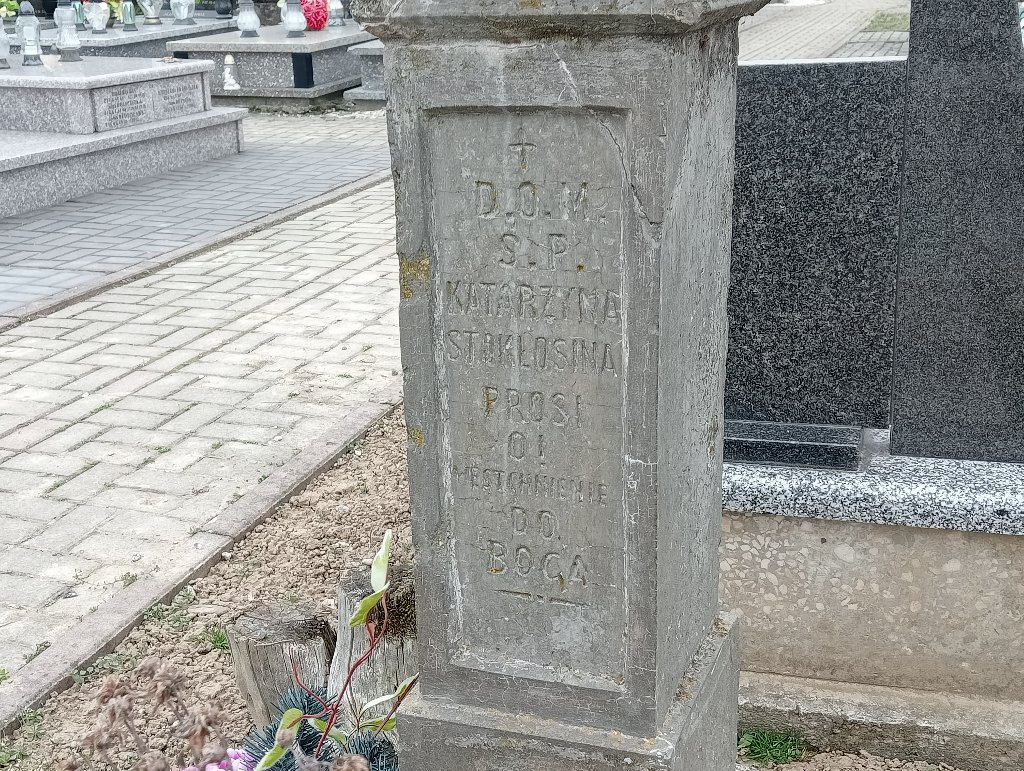 D.O.M.
S.P.
KATARZYNA
STOKŁOSINA
PROSI
O
WESTCHNIENIE
DO.
BOGA